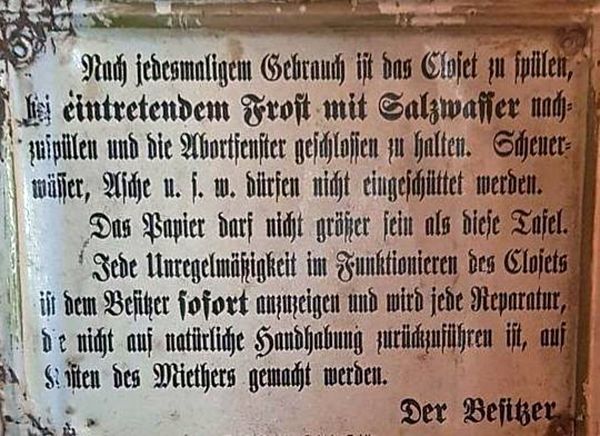 Nach jedesmaligem Gebrauch ist das Closet zu spülen,
bei eintretendem Frost mit Salzwasser nach-
zuspülen und die Abortfenster geschlossen zu halten. Scheuer-
wässer, Asche u. s. w. dürfen nicht eingeschüttet werden.
Das Papier darf nicht größer sein als diese Tafel.
Jede Unregelmäßigkeit im Funktionieren des Closets
ist dem Besitzer sofort anzuzeigen und wird jede Reparatur,
die nicht auf natürliche Handhabung zurückzuführen ist, auf
Kosten des Miethers gemacht werden.
Der Besitzer